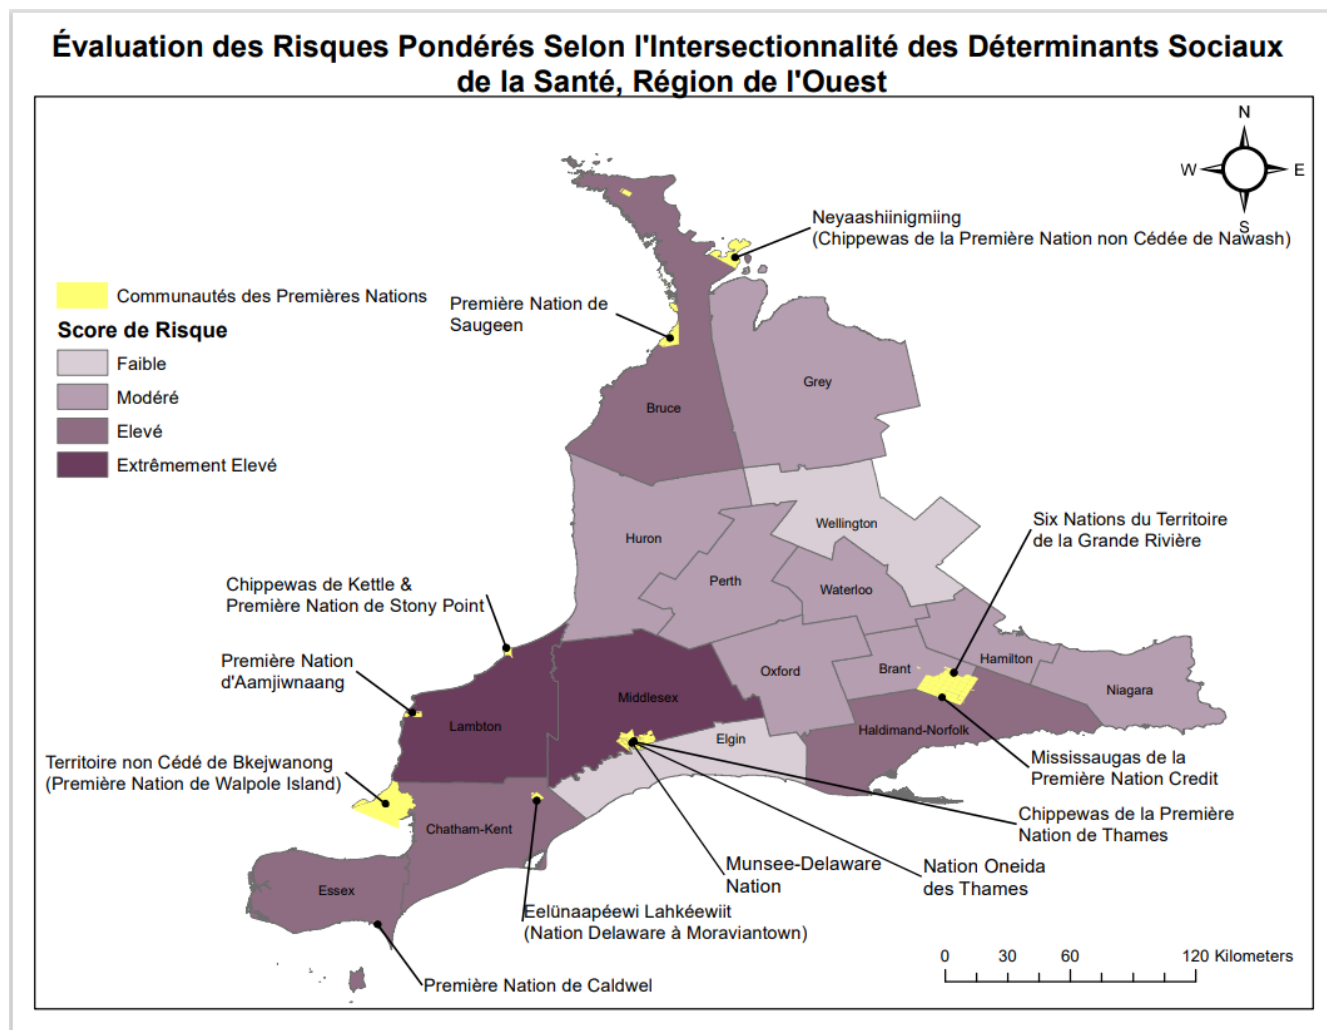 Évaluation des Risques Pondérés Selon l'Intersectionnalité des Déterminants Sociaux
de la Santé, Région de l'Ouest
N
W
E
S
Neyaashiinigmiing
(Chippewas de la Première Nation non Cédée de Nawash)
Communautés des Premières Nations
Score de Risque
Faible
Modéré
Elevé
Extrêmement Elevé
Première Nation de
Saugeen
Grey
Bruce
Wellington
Huron
Six Nations du Territoire
de la Grande Rivière
Perth
Waterloo
Chippewas de Kettle &
Première Nation de Stony Point
Première Nation
d'Aamjiwnaang
Oxford
Brant
Hamilton
Niagara
Middlesex
Lambton
Elgin
Haldimand-Norfolk
Territoire non Cédé de Bkejwanong
(Première Nation de Walpole Island)
Mississaugas de la
Première Nation Credit
Chatham-Kent
Chippewas de la Première
Nation de Thames
Munsee-Delaware
Nation
Nation Oneida
des Thames
Essex
Eelünaapéewi Lahkéewiit
(Nation Delaware à Moraviantown)
Première Nation de Caldwel
0 30 60 120 Kilometers